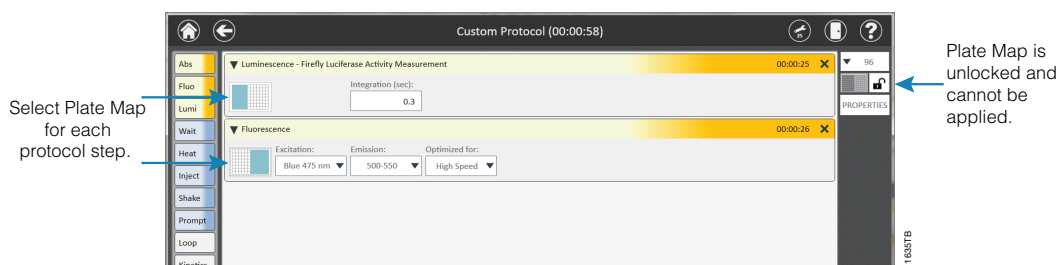 Custom Protocol (00:00:58)
25
Select Plate Map
for each
protocol step.
Abs
Fluo
Lumi
Wait
Heat
Inject
Shake
Prompt
Loop
Kinetics
▼ Luminescence - Firefly Luciferase Activity Measurement 00:00:25 X
Integration (sec):
0.3
▼ Fluorescence 00:00:26 X
Excitation: Emission: Optimized for:
Blue 475 nm ▼ 500-550 ▼ High Speed ▼
▼ 96
PROPERTIES
Plate Map is
unlocked and
cannot be
applied.
1635TB